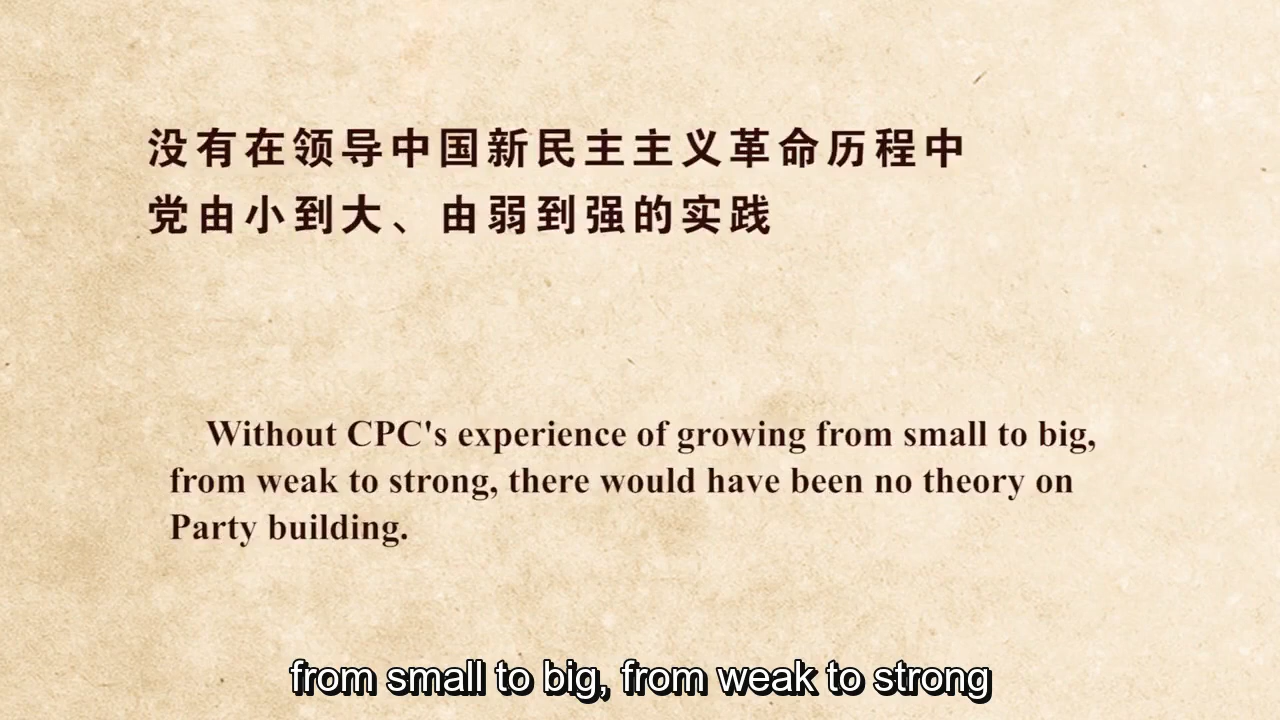 没有在领导中国新民主主义革命历程中
党由小到大、由弱到强的实践
Without CPC's experience of growing from small to big,
from weak to strong, there would have been no theory on
Party building.
from small to big, from weak to strong